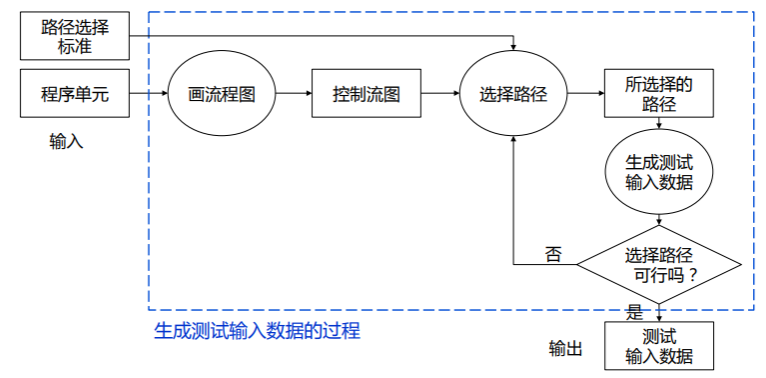 路径选择
标准
程序单元
输入
画流程图
控制流图
选择路径
所选择的
路径
生成测试
输入数据
选择路径
可行吗？
否
是
生成测试输入数据的过程
输出
测试
输入数据